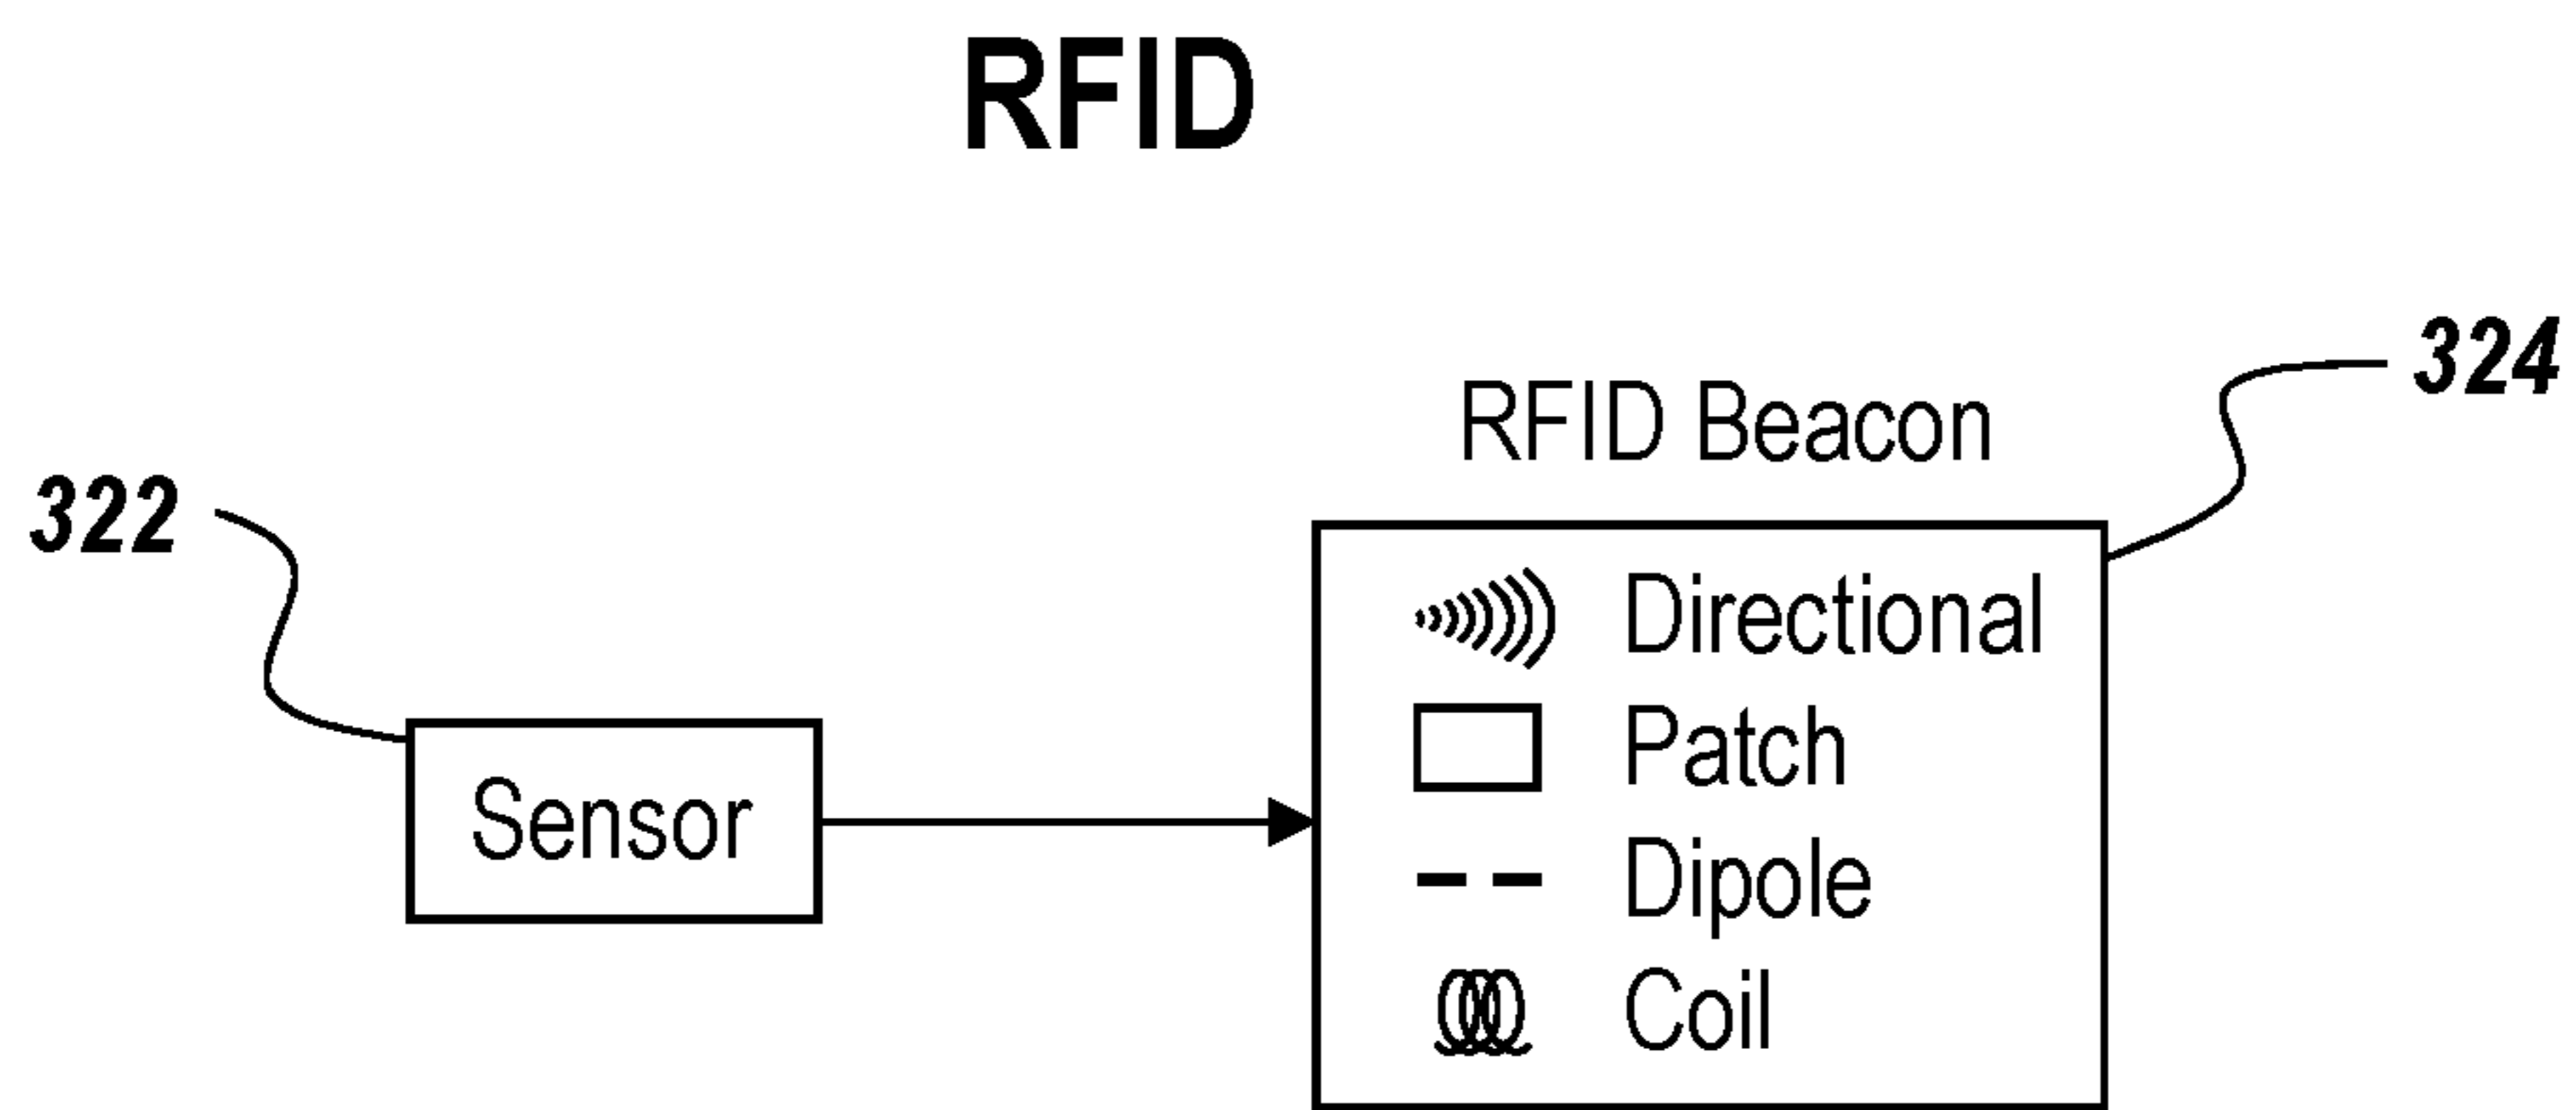 RFID
324
RFID Beacon
322
Directional
Patch
Sensor
Dipole
Coil